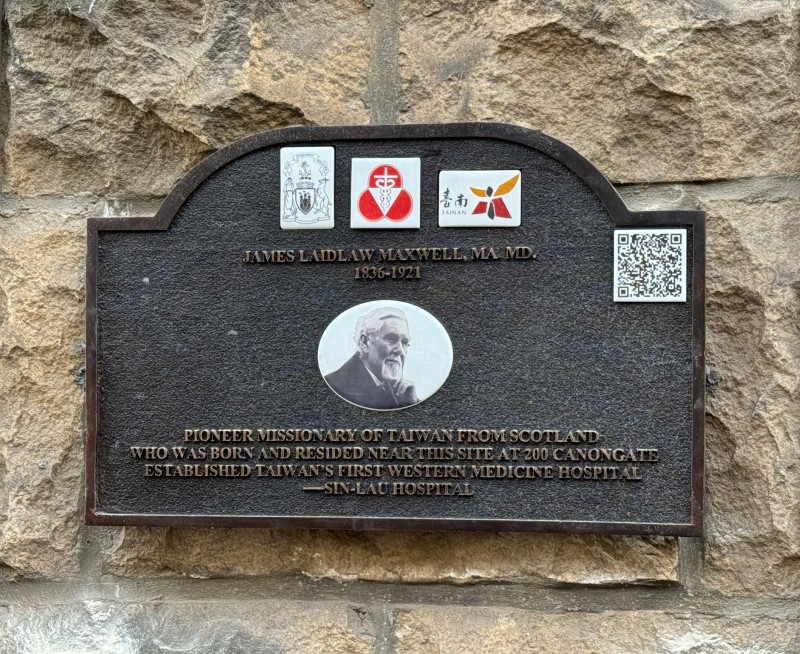 臺南
TAINAN
JAMES LAIDLAW MAXWELL, MA. MD.
1836-1921
PIONEER MISSIONARY OF TAIWAN FROM SCOTLAND
WHO WAS BORN AND RESIDED NEAR THIS SITE AT 200 CANONGATE
ESTABLISHED TAIWAN'S FIRST WESTERN MEDICINE HOSPITAL
—SIN-LAU HOSPITAL